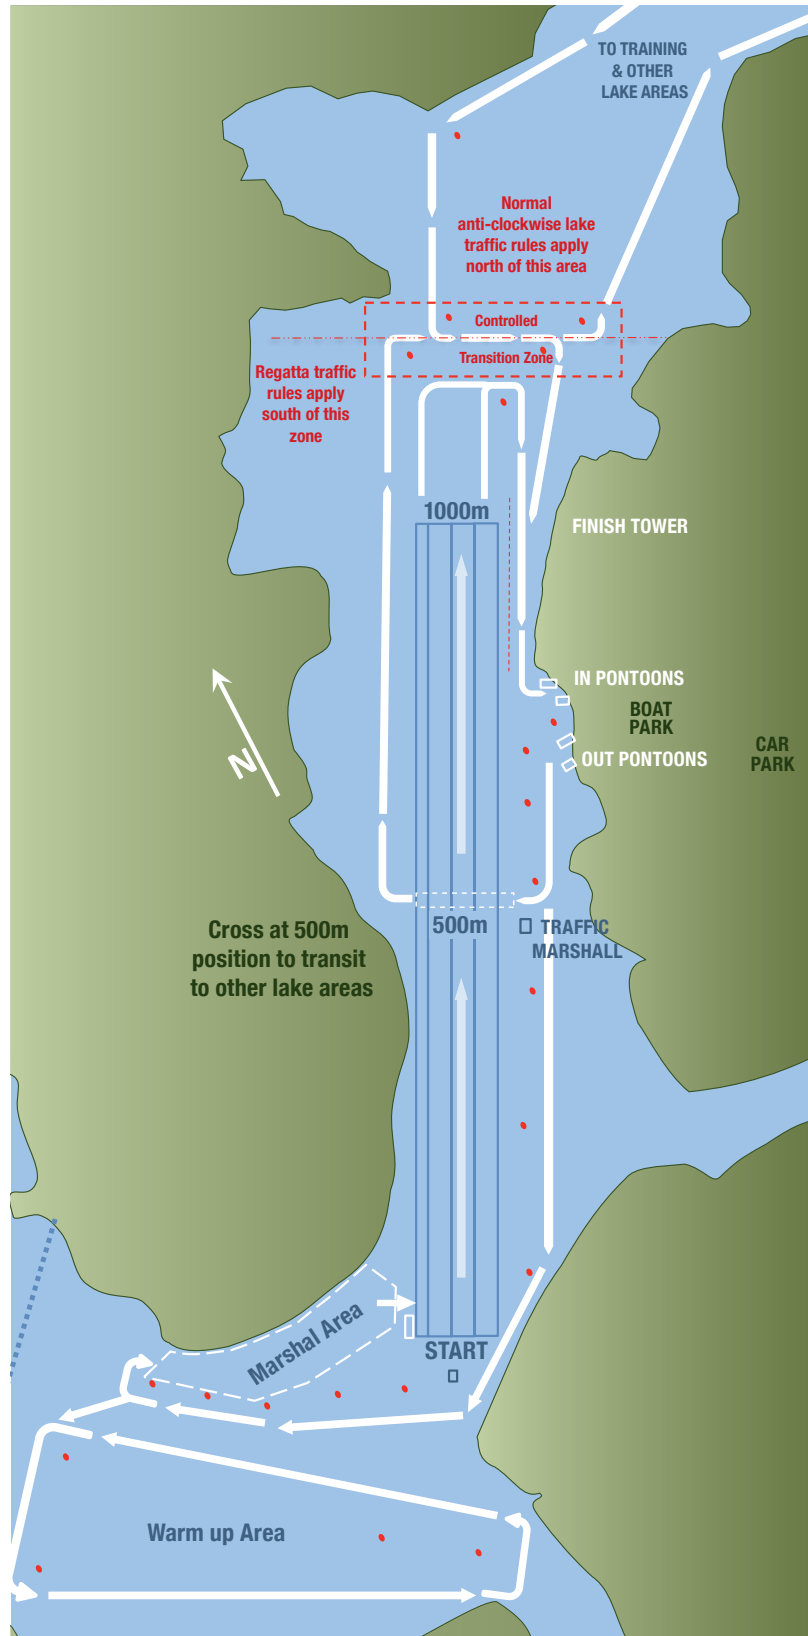 TO TRAINING
& OTHER
LAKE AREAS
Normal
anti-clockwise lake
traffic rules apply
north of this area
Controlled
Transition Zone
Regatta traffic
rules apply
south of this
zone
1000m
FINISH TOWER
IN PONTOONS
BOAT
PARK
CAR
PARK
OUT PONTOONS
N
Cross at 500m
position to transit
to other lake areas
500m
TRAFFIC
MARSHALL
Marshal Area
START
Warm up Area